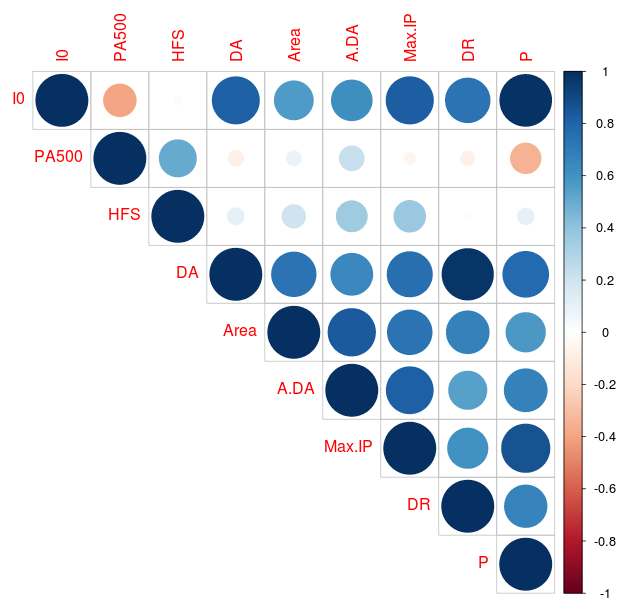 I0 PA500 HFS DA Area A.DA Max.IP DR P
I0
PA500
HFS
DA
Area
A.DA
Max.IP
DR
P
1
0.8
0.6
0.4
0.2
0
-0.2
-0.4
-0.6
-0.8
-1